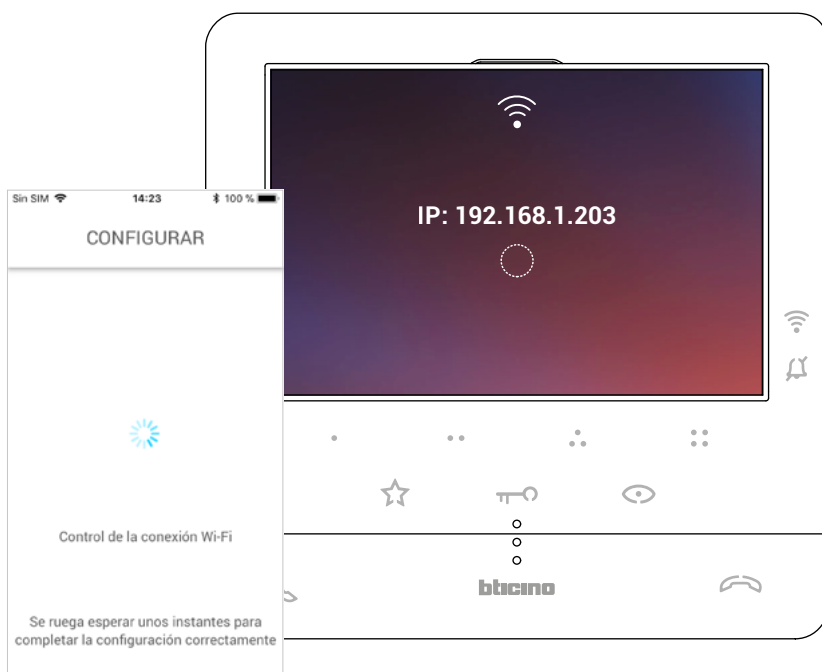 Sin SIM 14:23 100 %
CONFIGURAR
Control de la conexión Wi-Fi
Se ruega esperar unos instantes para
completar la configuración correctamente
IP: 192.168.1.203
bticino